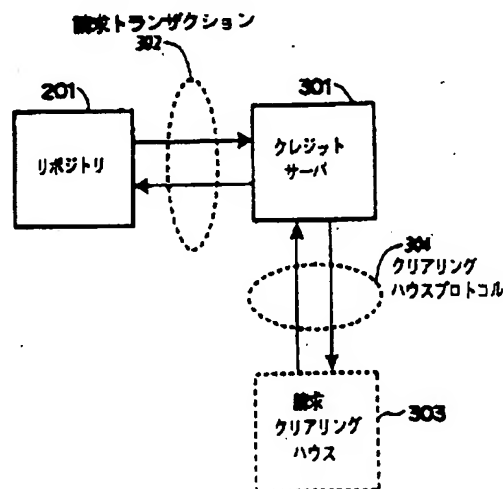 請求トランザクション
302
201
301
リポジトリ
クレジット
サーバ
304
クリアリング
ハウスプロトコル
請求
クリアリング
ハウス
303